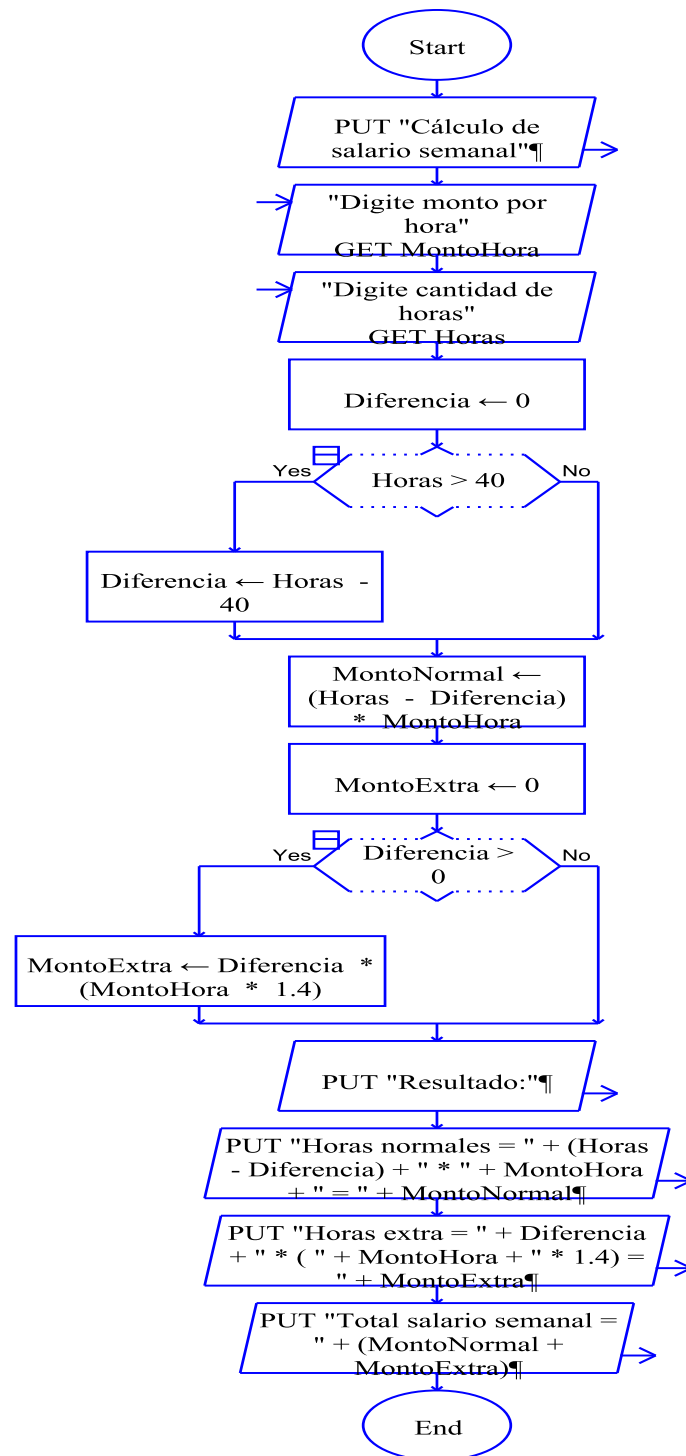 Start
PUT "Cálculo de
salario semanal"¶
"Digite monto por
hora"
GET MontoHora
"Digite cantidad de
horas"
GET Horas
Diferencia ← 0
Yes
Horas > 40
No
Diferencia ← Horas - 
40
MontoNormal ←
(Horas - Diferencia)
* MontoHora
MontoExtra ← 0
Yes
Diferencia >
0
No
MontoExtra ← Diferencia *
(MontoHora * 1.4)
PUT "Resultado:"¶
PUT "Horas normales = " + (Horas
- Diferencia) + " * " + MontoHora
+ " = " + MontoNormal¶
PUT "Horas extra = " + Diferencia
+ " * ( " + MontoHora + " * 1.4) =
" + MontoExtra¶
PUT "Total salario semanal =
" + (MontoNormal +
MontoExtra)¶
End